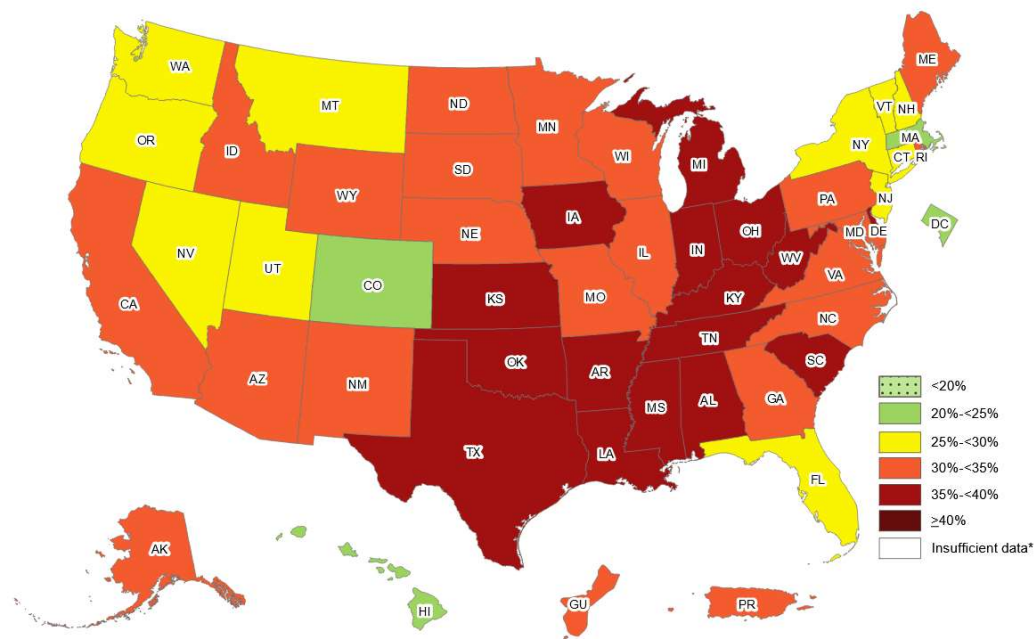 WA
MT
ND
MN
OR
ID
SD
WI
WY
MI
ME
VT
NH
NY
MA
CT
RI
NV
UT
CO
NE
IA
IL
IN
OH
PA
NJ
MD
DE
DC
WV
VA
CA
KS
MO
KY
NC
TN
AZ
NM
OK
AR
SC
MS
AL
GA
TX
LA
FL
AK
HI
GU
PR
<20%
20%-<25%
25%-<30%
30%-<35%
35%-<40%
≥40%
Insufficient data*